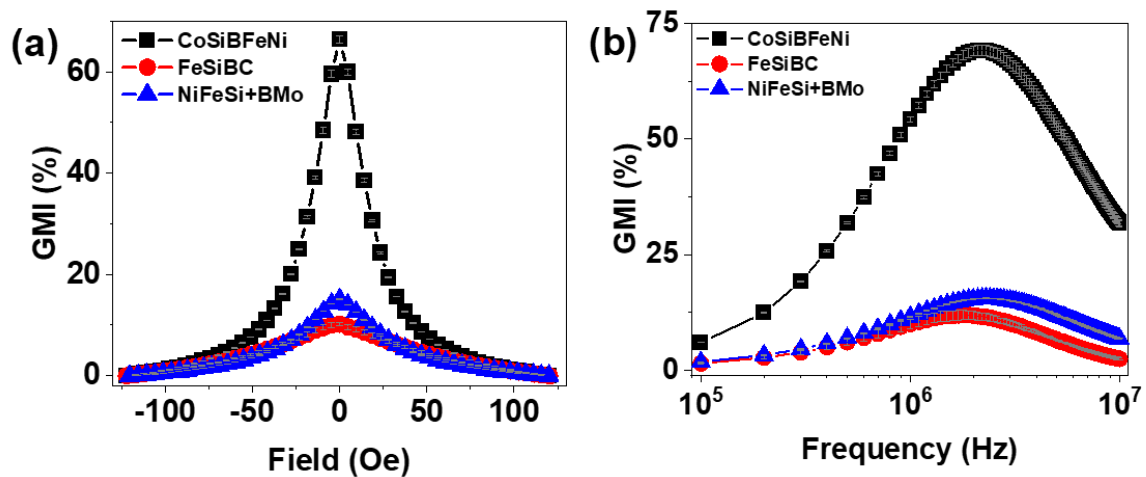 (a)
CoSiBFeNi
FeSiBC
NiFeSi+BMo
GMI (%)
60
40
20
0
-100 -50 0 50 100
Field (Oe)
(b)
CoSiBFeNi
FeSiBC
NiFeSi+BMo
GMI (%)
75
50
25
0
10⁵ 10⁶ 10⁷
Frequency (Hz)